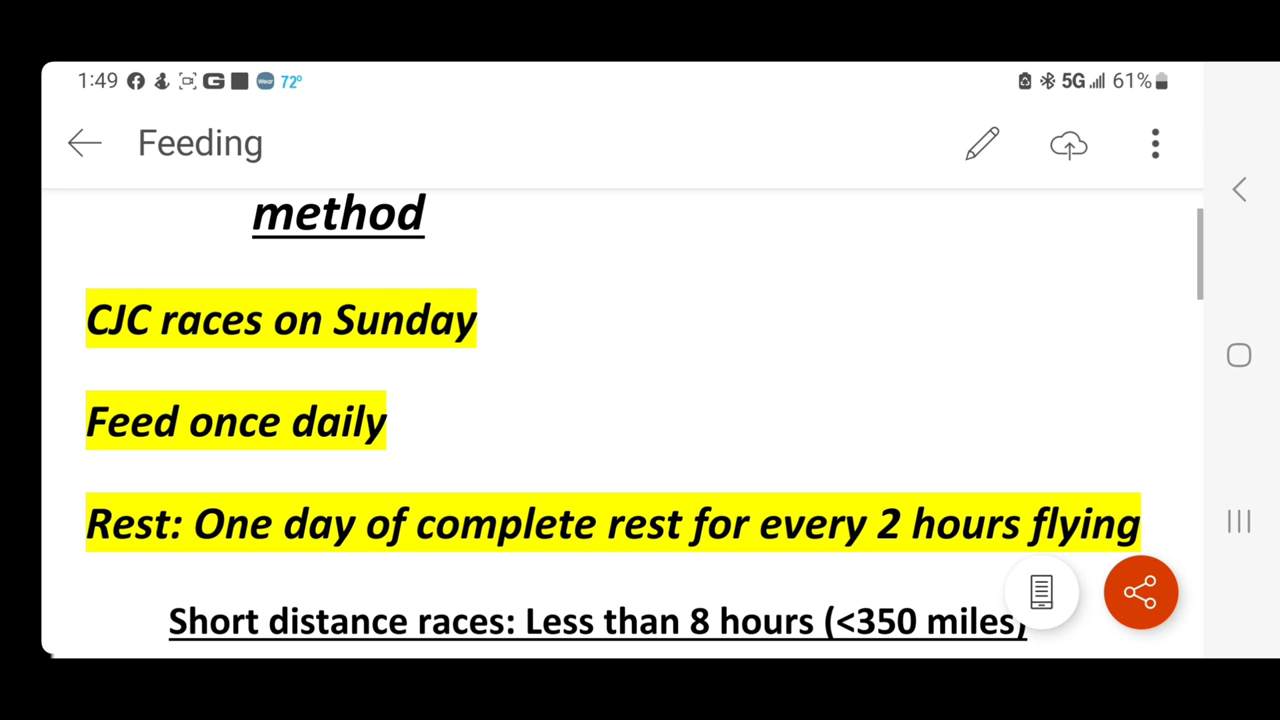 1:49 G Wear 72° 5G 61%
Feeding
method
CJC races on Sunday
Feed once daily
Rest: One day of complete rest for every 2 hours flying
Short distance races: Less than 8 hours (<350 miles)